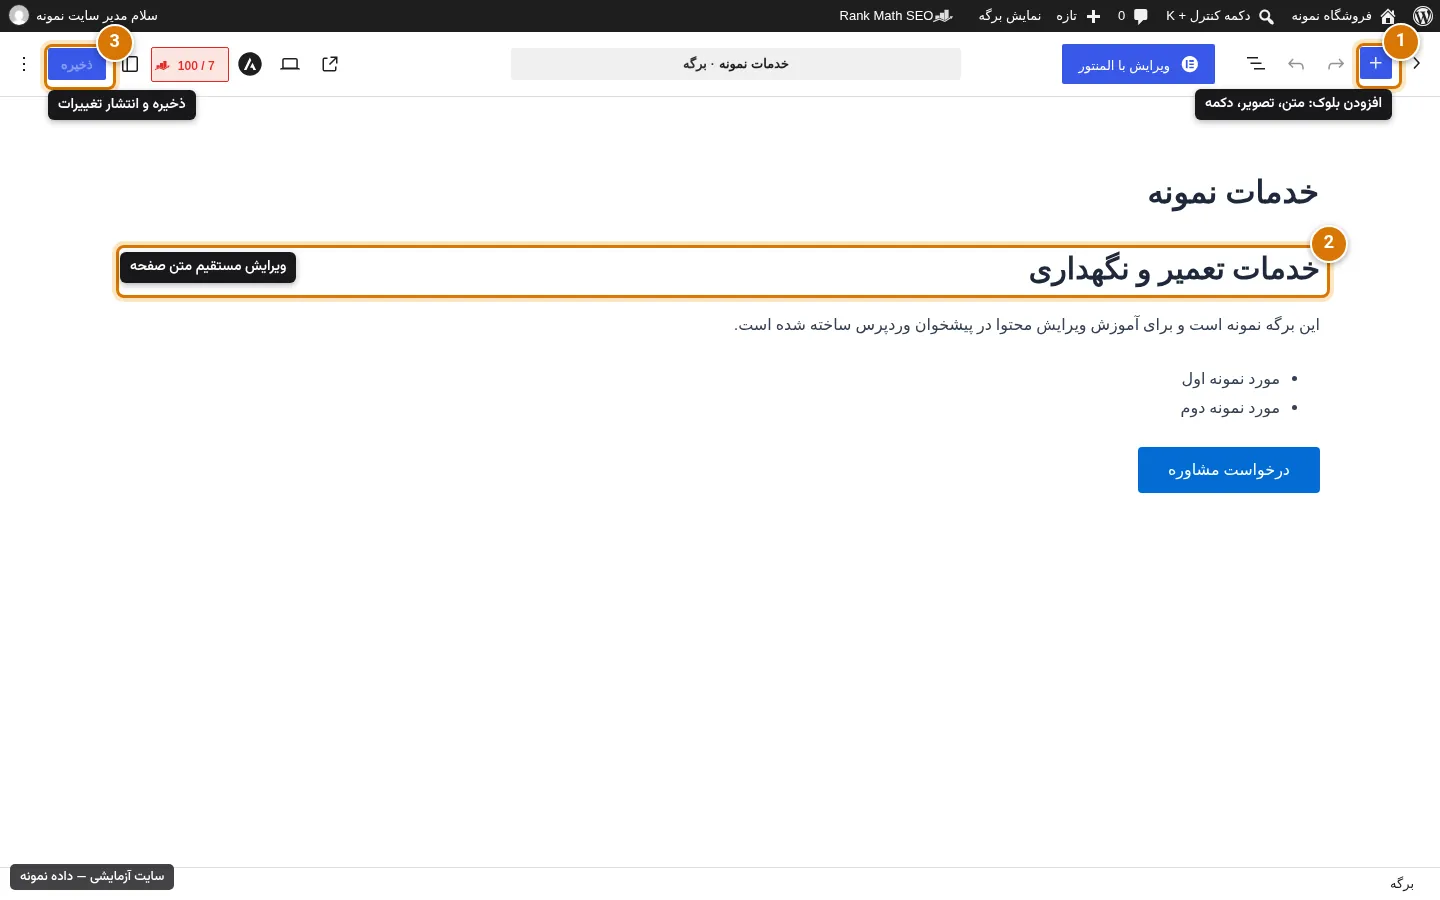 فروشگاه نمونه
دکمه کنترل + K
0
تازه
نمایش برگه
Rank Math SEO
سلام مدیر سایت نمونه
1
ویرایش با المنتور
خدمات نمونه · برگه
7 / 100
ذخیره
3
افزودن بلوک: متن، تصویر، دکمه
ذخیره و انتشار تغییرات
خدمات نمونه
2
خدمات تعمیر و نگهداری
ویرایش مستقیم متن صفحه
این برگه نمونه است و برای آموزش ویرایش محتوا در پیشخوان وردپرس ساخته شده است.
• مورد نمونه اول
• مورد نمونه دوم
درخواست مشاوره
سایت آزمایشی — داده نمونه
برگه